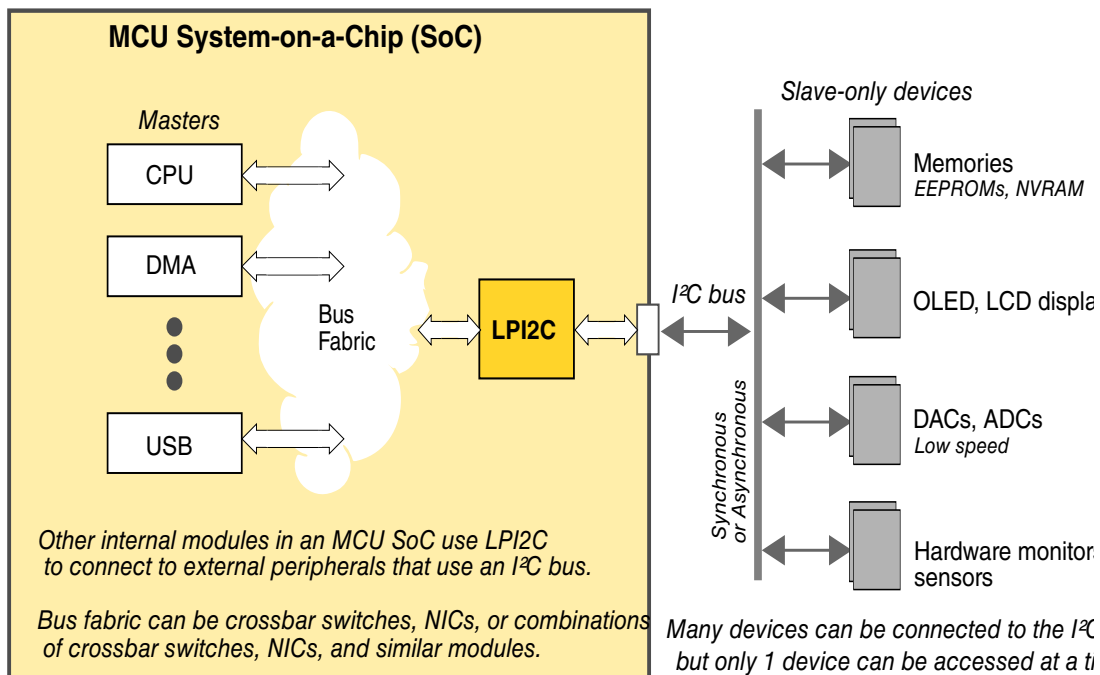 MCU System-on-a-Chip (SoC)
Masters
CPU
DMA
USB
Bus
Fabric
LPI2C
I²C bus
Synchronous
or Asynchronous
Slave-only devices
Memories
EEPROMs, NVRAM
OLED, LCD displa
DACs, ADCs
Low speed
Hardware monitors
sensors
Other internal modules in an MCU SoC use LPI2C
to connect to external peripherals that use an I²C bus.
Bus fabric can be crossbar switches, NICs, or combinations
of crossbar switches, NICs, and similar modules.
Many devices can be connected to the I²C
but only 1 device can be accessed at a ti